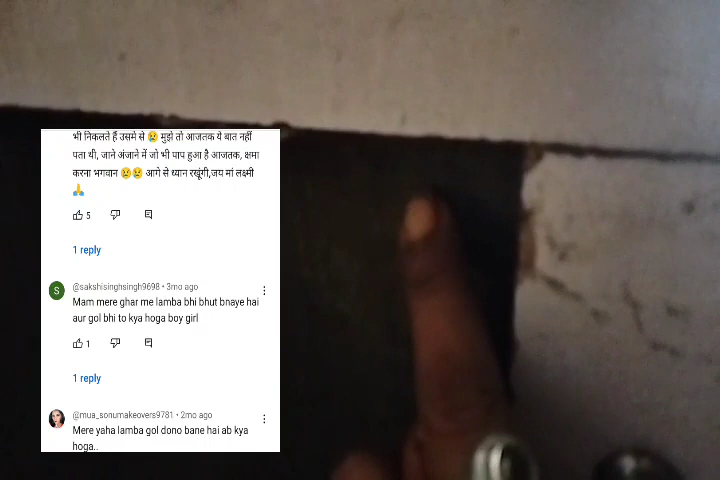 भी निकलते हैं उसमे से 😢 मुझे तो आजतक ये बात नहीं
पता थी, जाने अंजाने में जो भी पाप हुआ है आजतक, क्षमा
करना भगवान 😢😢 आगे से ध्यान रखूंगी,जय मां लक्ष्मी
🙏
5
1 reply
S
@sakshisinghsingh9698 • 3mo ago
Mam mere ghar me lamba bhi bhut bnaye hai
aur gol bhi to kya hoga boy girl
1
1 reply
@mua_sonumakeovers9781 • 2mo ago
Mere yaha lamba gol dono bane hai ab kya
hoga..